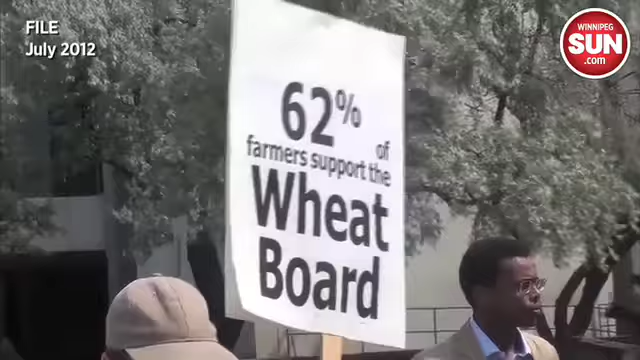 FILE
July 2012
WINNIPEG
SUN
.com
62% of
farmers support the
Wheat
Board